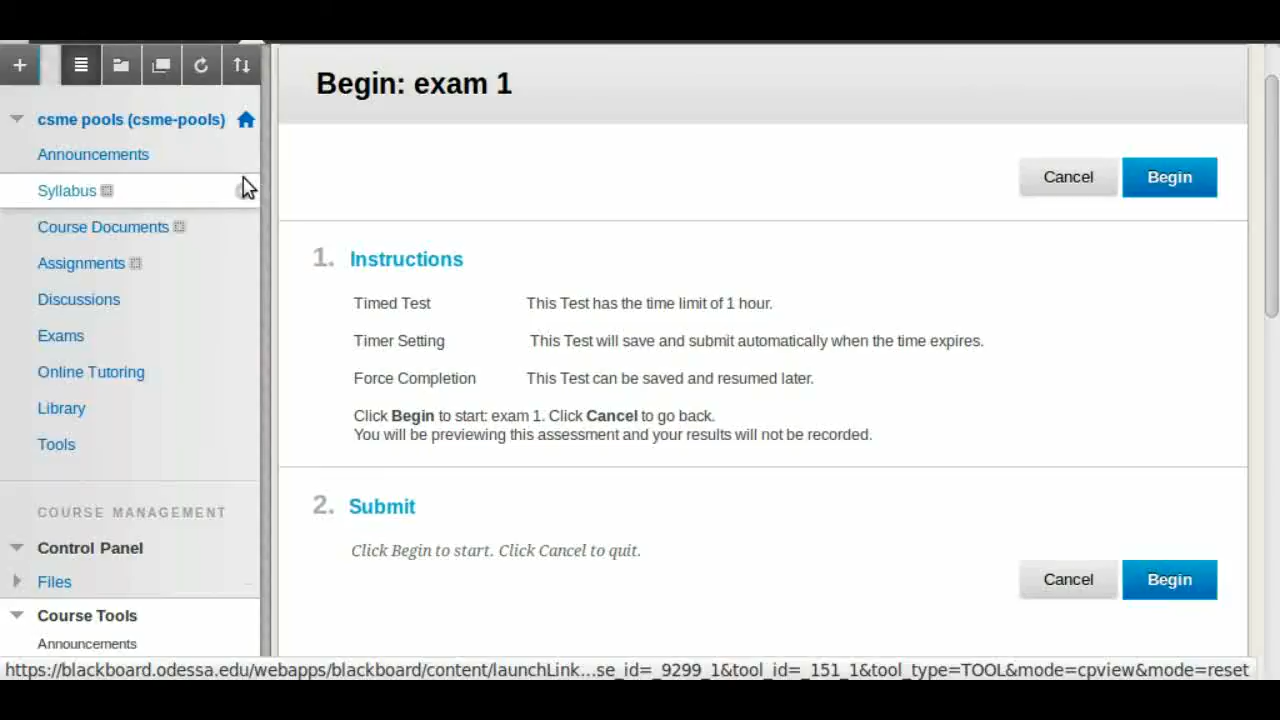 Begin: exam 1
csme pools (csme-pools)
Announcements
Syllabus
Course Documents
Assignments
Discussions
Exams
Online Tutoring
Library
Tools
COURSE MANAGEMENT
Control Panel
Files
Course Tools
Announcements
Cancel Begin
1. Instructions
Timed Test This Test has the time limit of 1 hour.
Timer Setting This Test will save and submit automatically when the time expires.
Force Completion This Test can be saved and resumed later.
Click Begin to start: exam 1. Click Cancel to go back.
You will be previewing this assessment and your results will not be recorded.
2. Submit
Click Begin to start. Click Cancel to quit.
Cancel Begin
https://blackboard.odessa.edu/webapps/blackboard/content/launchLink...se_id=_9299_1&tool_id=_151_1&tool_type=TOOL&mode=cpview&mode=reset